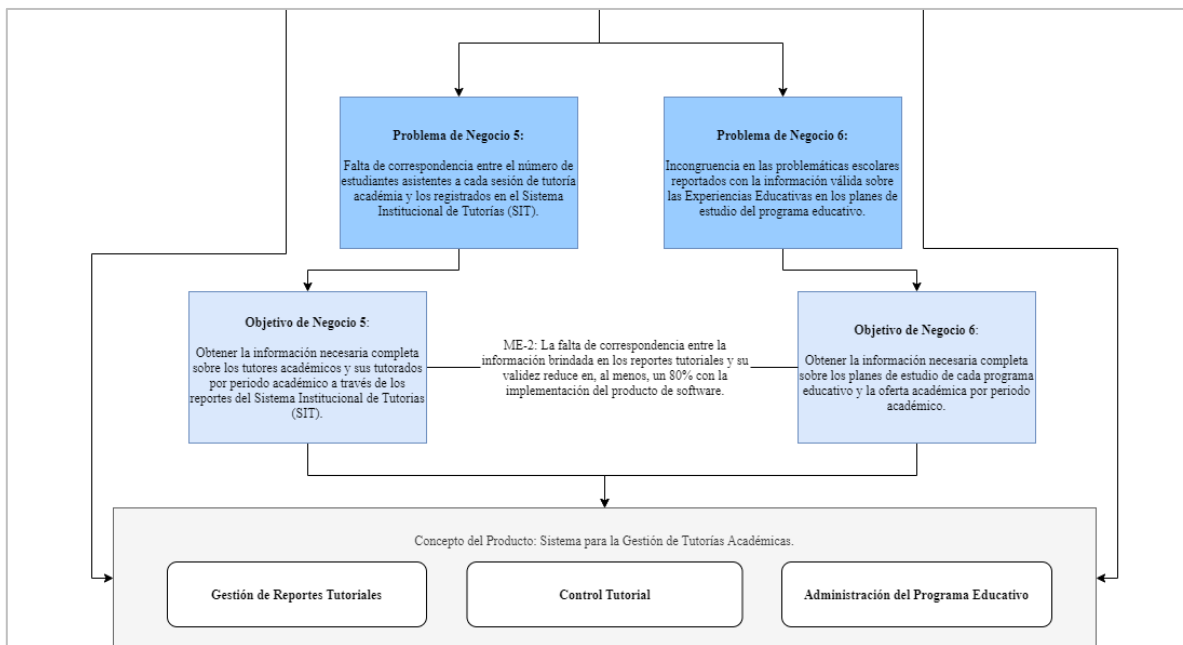 Problema de Negocio 5:
Falta de correspondencia entre el número de
estudiantes asistentes a cada sesión de tutoría
académia y los registrados en el Sistema
Institucional de Tutorías (SIT).
Problema de Negocio 6:
Incongruencia en las problemáticas escolares
reportados con la información válida sobre
las Experiencias Educativas en los planes de
estudio del programa educativo.
Objetivo de Negocio 5:
Obtener la información necesaria completa
sobre los tutores académicos y sus tutorados
por periodo académico a través de los
reportes del Sistema Institucional de Tutorias
(SIT).
ME-2: La falta de correspondencia entre la
información brindada en los reportes tutoriales y su
validez reduce en, al menos, un 80% con la
implementación del producto de software.
Objetivo de Negocio 6:
Obtener la información necesaria completa
sobre los planes de estudio de cada programa
educativo y la oferta académica por periodo
académico.
Concepto del Producto: Sistema para la Gestión de Tutorías Académicas.
Gestión de Reportes Tutoriales
Control Tutorial
Administración del Programa Educativo